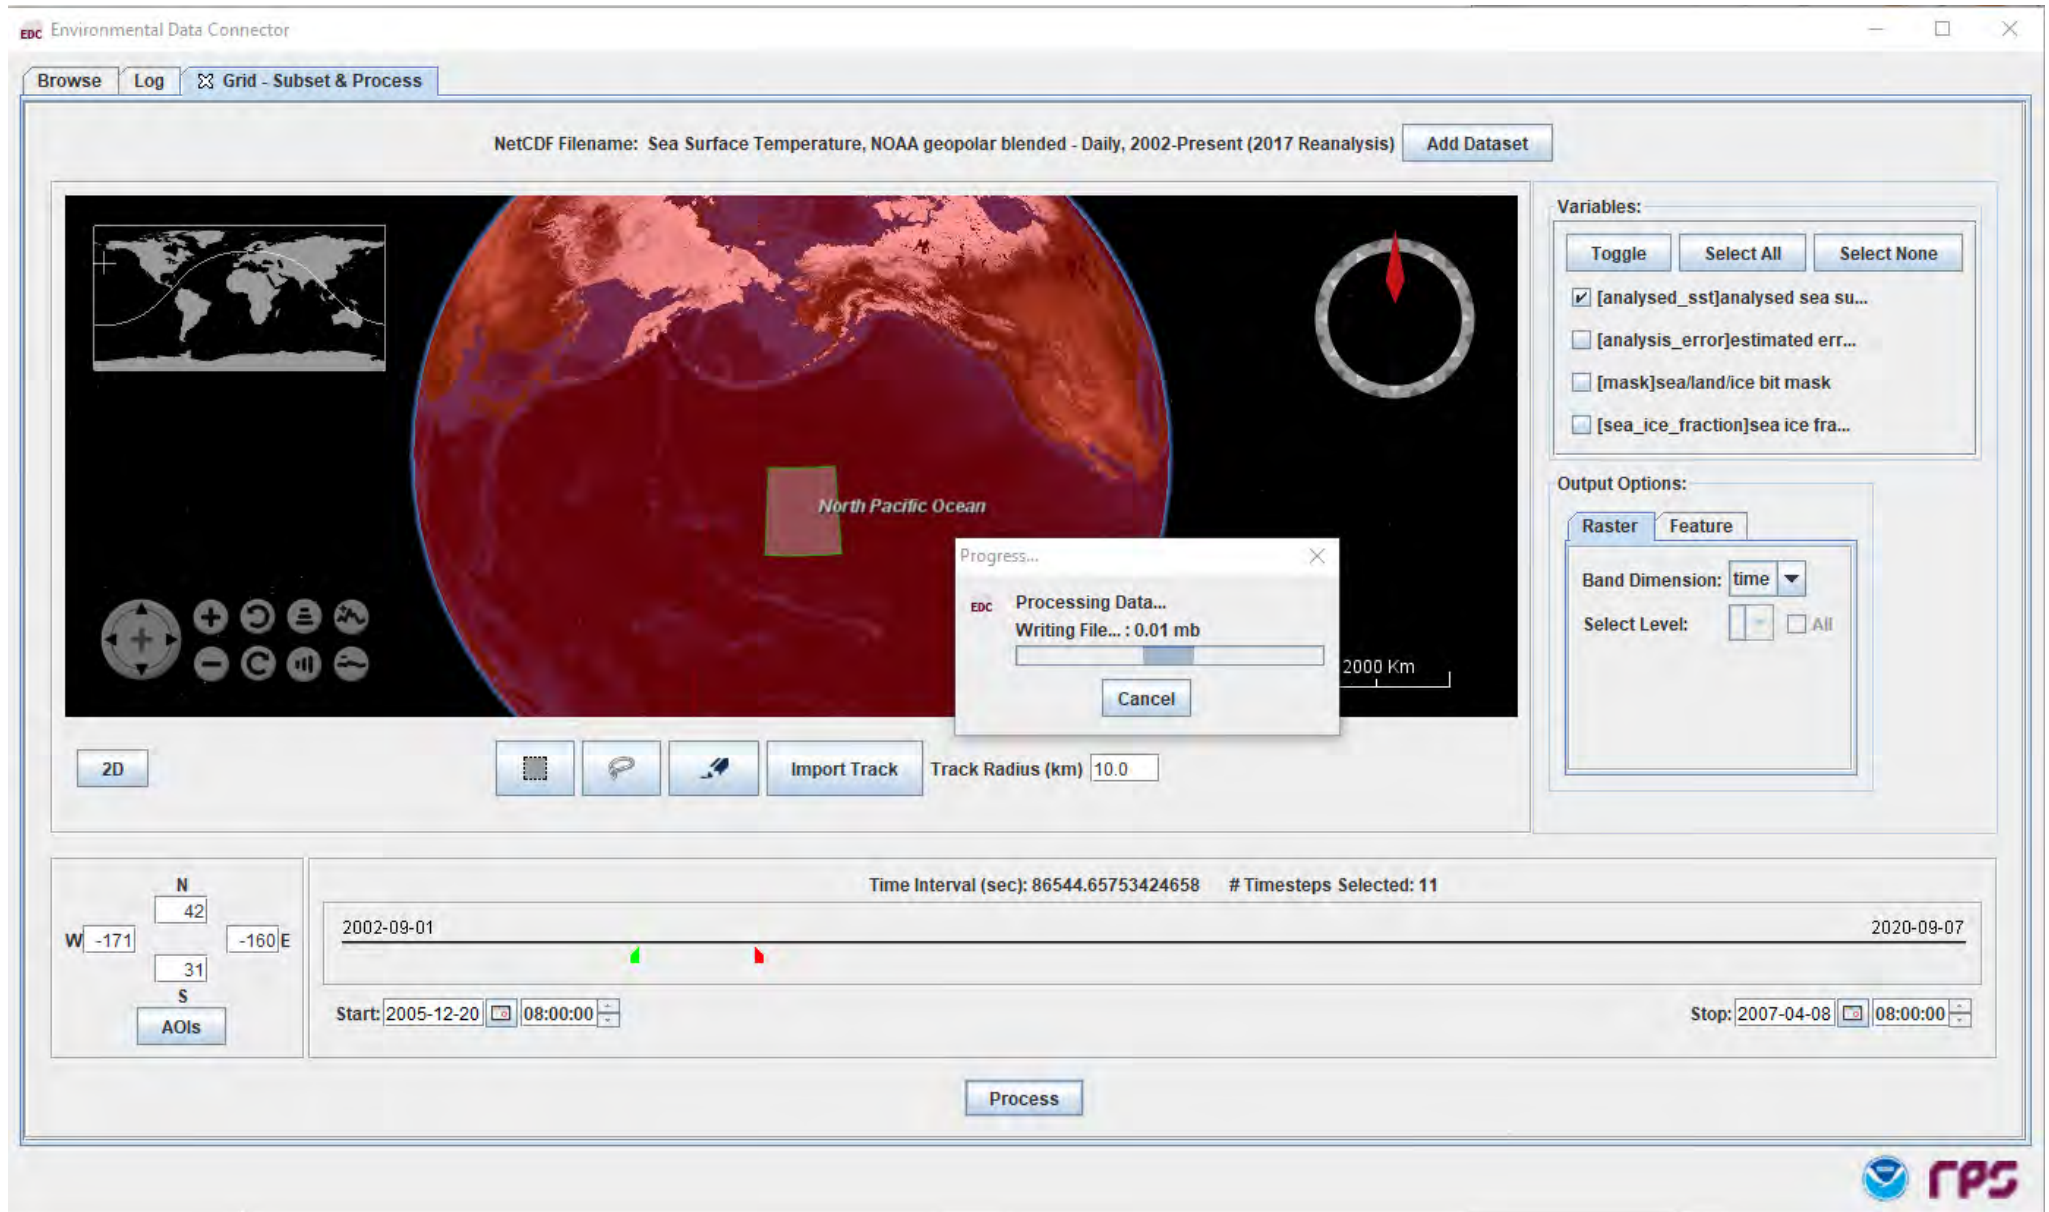 EDC Environmental Data Connector
Browse Log Grid - Subset & Process
NetCDF Filename: Sea Surface Temperature, NOAA geopolar blended - Daily, 2002-Present (2017 Reanalysis) Add Dataset
Variables:
Toggle Select All Select None
[analysed_sst]analysed sea su...
[analysis_error]estimated err...
[mask]sea/land/ice bit mask
[sea_ice_fraction]sea ice fra...
Output Options:
Raster Feature
Band Dimension: time
Select Level: All
North Pacific Ocean
Progress...
EDC Processing Data...
Writing File... : 0.01 mb
Cancel
2000 Km
2D Import Track Track Radius (km) 10.0
N
42
W -171 -160 E
31
S
AOIs
Time Interval (sec): 86544.65753424658 # Timesteps Selected: 11
2002-09-01 2020-09-07
Start: 2005-12-20 08:00:00 Stop: 2007-04-08 08:00:00
Process
rps